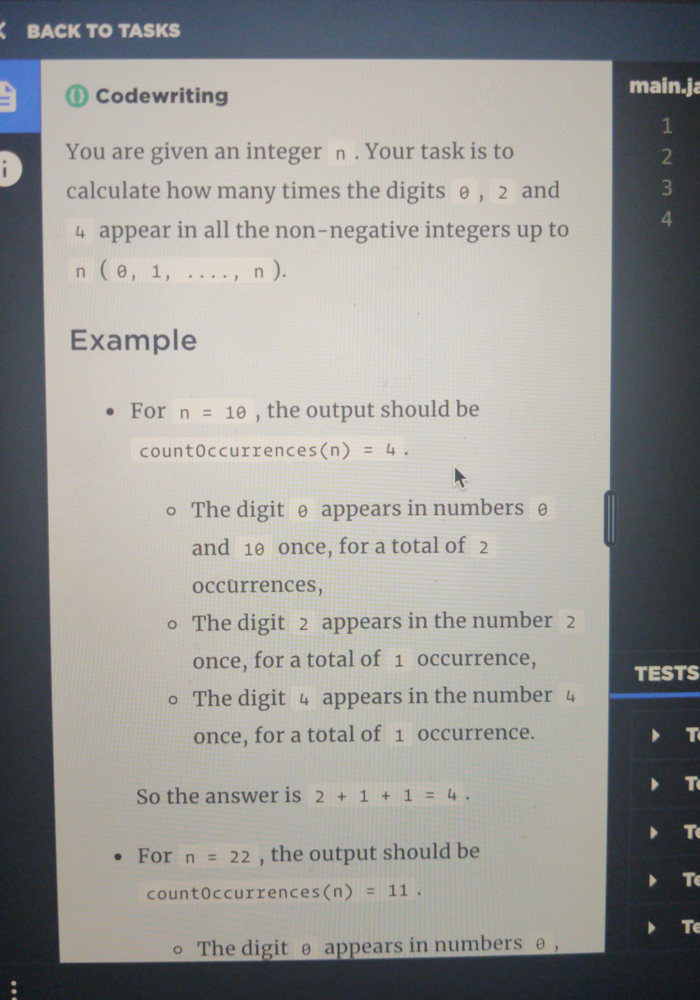 BACK TO TASKS
Codewriting
main.ja
You are given an integer n . Your task is to
calculate how many times the digits 0 , 2 and
4 appear in all the non-negative integers up to
n ( 0, 1, ...., n ).
1
2
3
4
Example
For n = 10 , the output should be
countOccurrences(n) = 4 .
The digit 0 appears in numbers 0
and 10 once, for a total of 2
occurrences,
The digit 2 appears in the number 2
once, for a total of 1 occurrence,
The digit 4 appears in the number 4
once, for a total of 1 occurrence.
So the answer is 2 + 1 + 1 = 4 .
For n = 22 , the output should be
countOccurrences(n) = 11 .
The digit 0 appears in numbers 0 ,
TESTS
Te
Te
Te
Te
Te